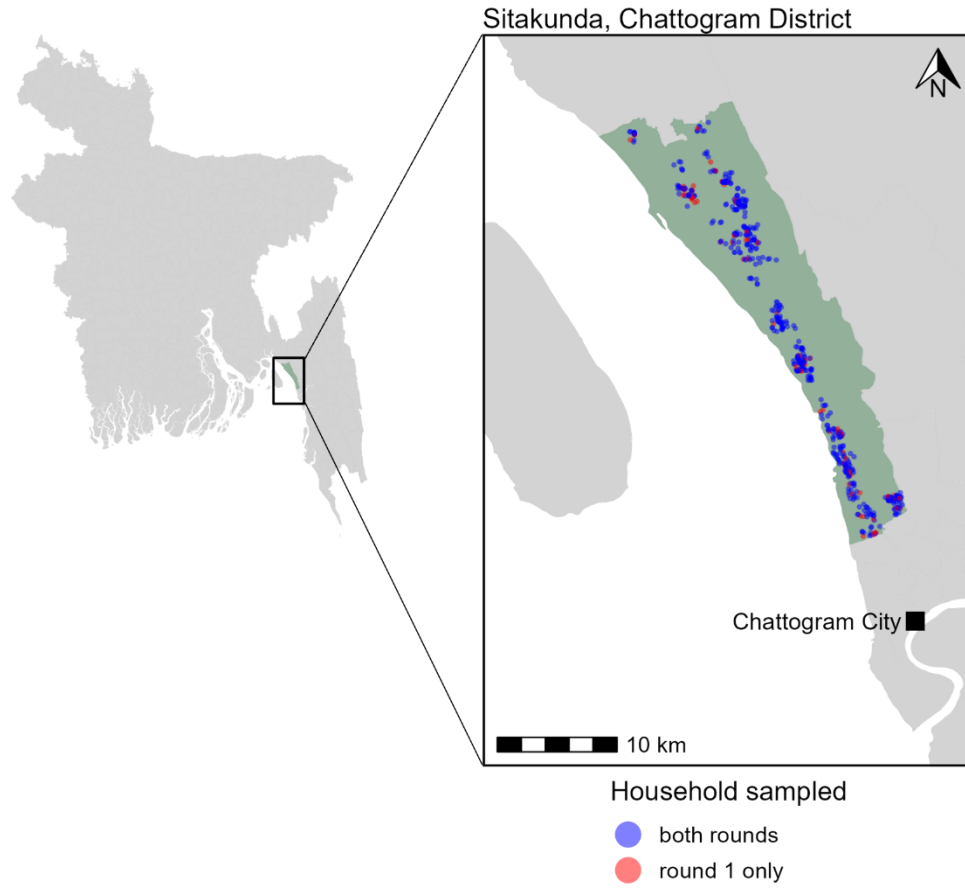 Sitakunda, Chattogram District
N
Chattogram City
10 km
Household sampled
both rounds
round 1 only